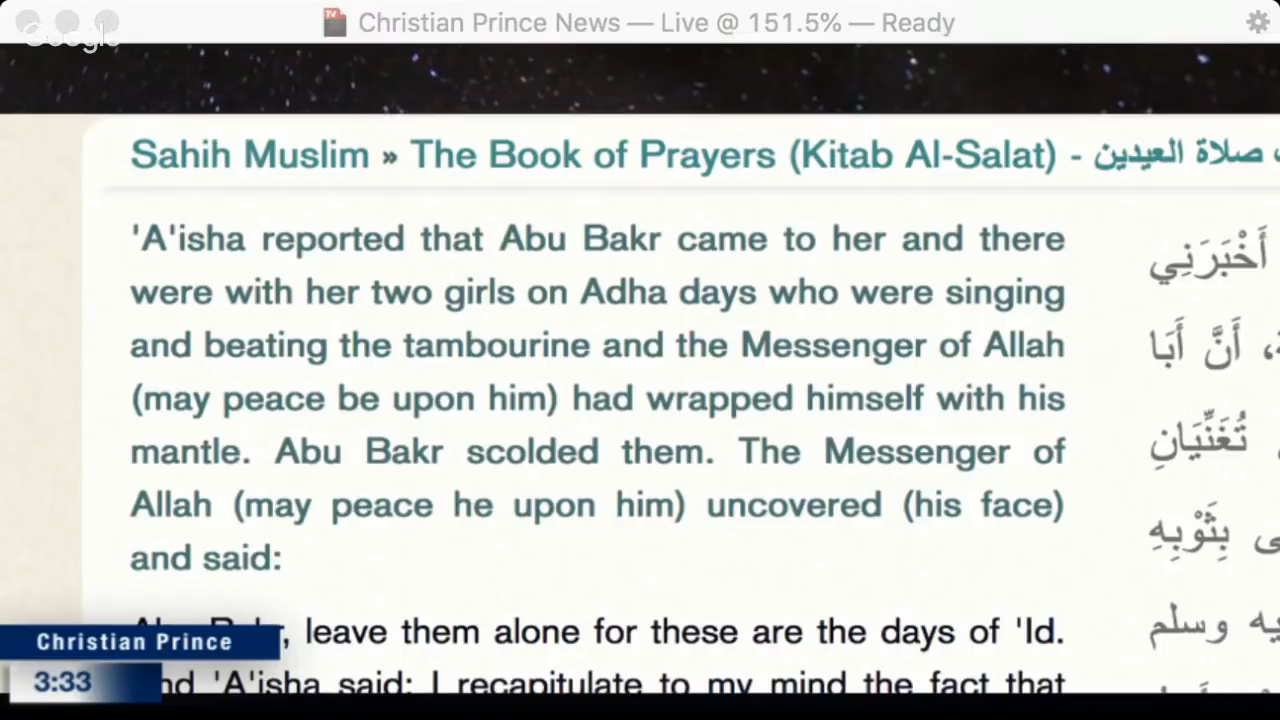 Christian Prince News — Live @ 151.5% — Ready
Google
Sahih Muslim » The Book of Prayers (Kitab Al-Salat) - صلاة العيدين
'A'isha reported that Abu Bakr came to her and there
were with her two girls on Adha days who were singing
and beating the tambourine and the Messenger of Allah
(may peace be upon him) had wrapped himself with his
mantle. Abu Bakr scolded them. The Messenger of
Allah (may peace he upon him) uncovered (his face)
and said:
Abu Bakr, leave them alone for these are the days of 'Id.
And 'A'isha said: I recapitulate to my mind the fact that
أَخْبَرَنِي
، أَنَّ أَبَا
تُغَنِّيَانِ
بِثَوْبِهِ
يه وسلم
Christian Prince
3:33